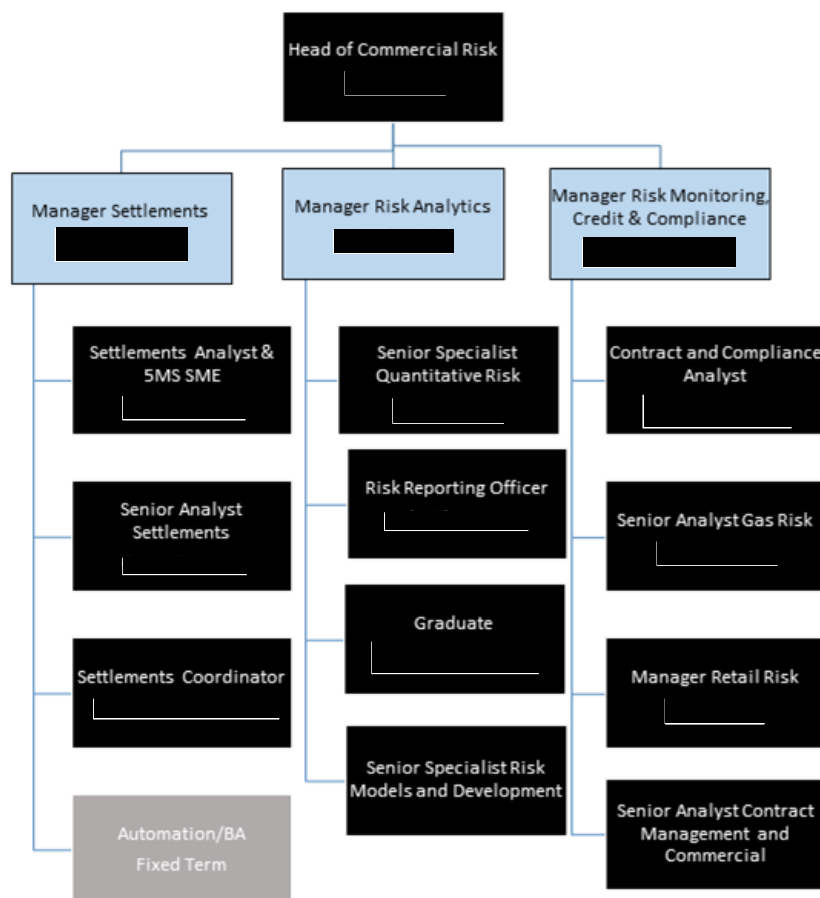 Head of Commercial Risk
Manager Settlements
Manager Risk Analytics
Manager Risk Monitoring,
Credit & Compliance
Settlements Analyst &
5MS SME
Senior Analyst
Settlements
Settlements Coordinator
Automation/BA
Fixed Term
Senior Specialist
Quantitative Risk
Risk Reporting Officer
Graduate
Senior Specialist Risk
Models and Development
Contract and Compliance
Analyst
Senior Analyst Gas Risk
Manager Retail Risk
Senior Analyst Contract
Management and
Commercial